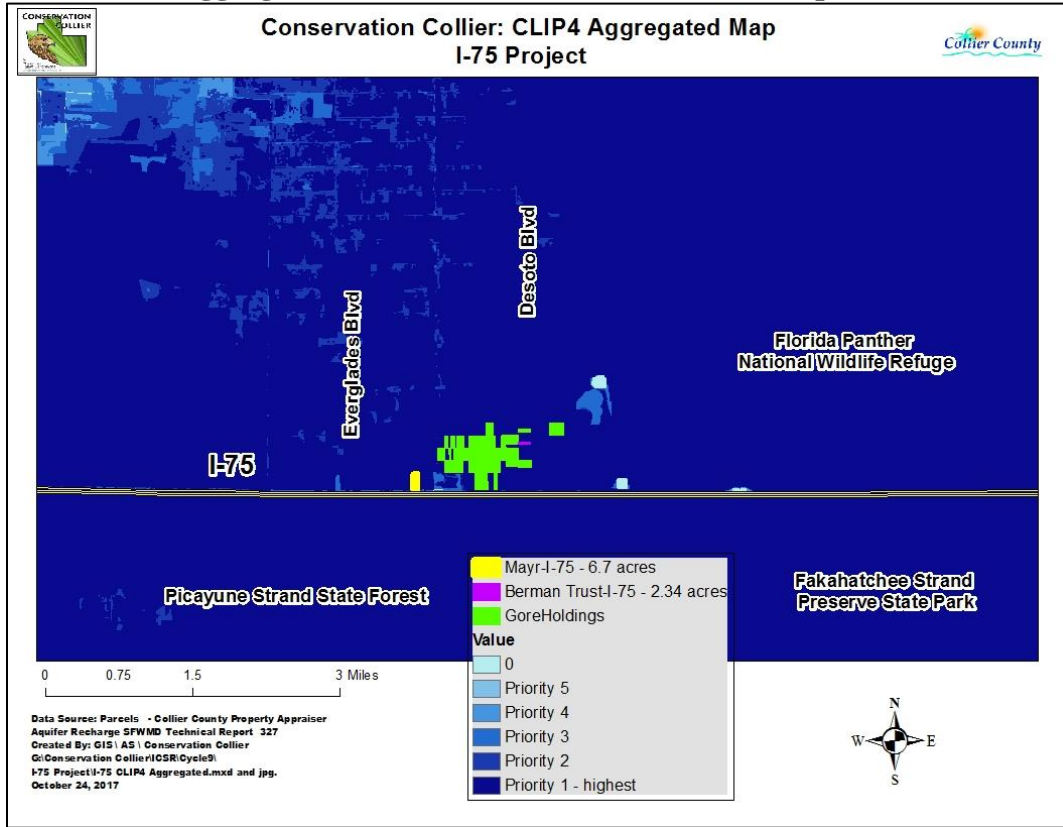 CONSERVATION
COLLIER
Conservation Collier: CLIP4 Aggregated Map
I-75 Project
Collier County
Desoto Blvd
Everglades Blvd
Florida Panther
National Wildlife Refuge
I-75
Picayune Strand State Forest
Fakahatchee Strand
Preserve State Park
Mayr-I-75 - 6.7 acres
Berman Trust-I-75 - 2.34 acres
GoreHoldings
Value
0
Priority 5
Priority 4
Priority 3
Priority 2
Priority 1 - highest
0 0.75 1.5 3 Miles
Data Source: Parcels - Collier County Property Appraiser
Aquifer Recharge SFWMD Technical Report 327
Created By: GIS \ AS \ Conservation Collier
G:\Conservation Collier\ICSR\Cycle9\
I-75 Project\I-75 CLIP4 Aggregated.mxd and jpg.
October 24, 2017
N
W E
S